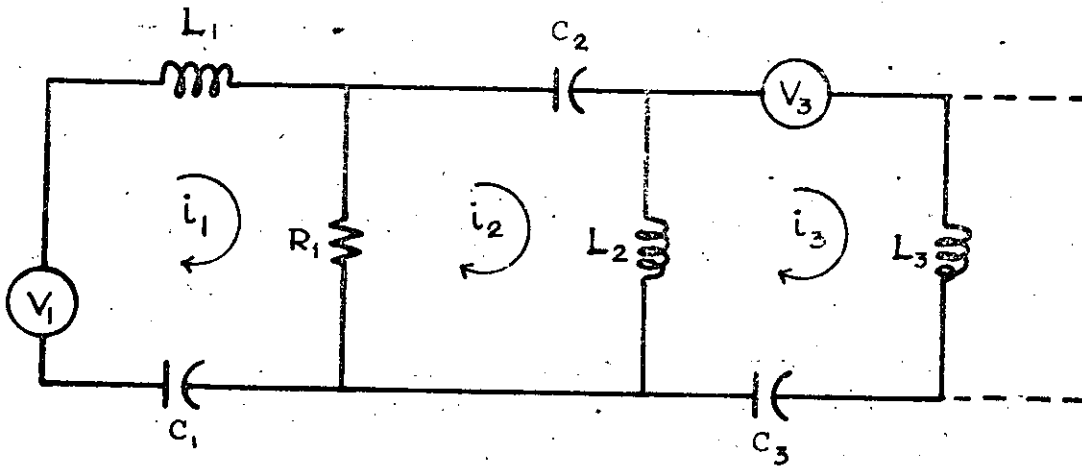 L₁
C₂
V₃
i₁
R₁
i₂
L₂
i₃
L₃
V₁
C₁
C₃